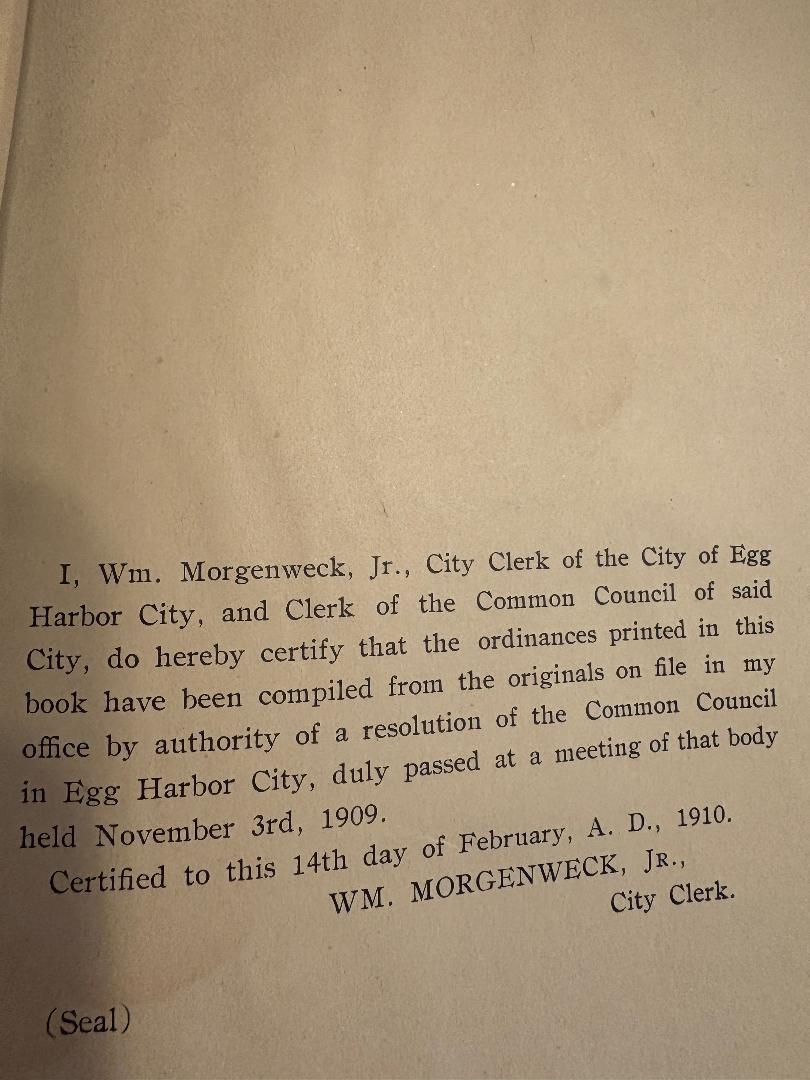 I, Wm. Morgenweck, Jr., City Clerk of the City of Egg
Harbor City, and Clerk of the Common Council of said
City, do hereby certify that the ordinances printed in this
book have been compiled from the originals on file in my
office by authority of a resolution of the Common Council
in Egg Harbor City, duly passed at a meeting of that body
held November 3rd, 1909.
Certified to this 14th day of February, A. D., 1910.
WM. MORGENWECK, JR.,
City Clerk.
(Seal)